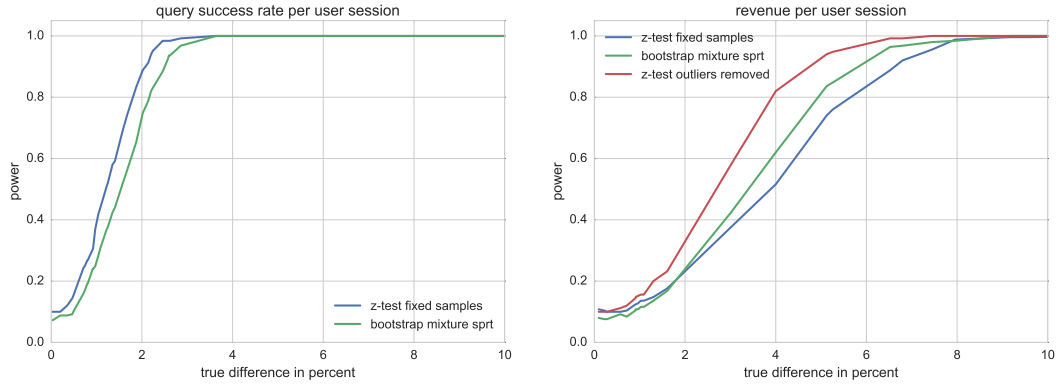 query success rate per user session
1.0
0.8
0.6
0.4
0.2
0.0
power
0 2 4 6 8 10
true difference in percent
z-test fixed samples
bootstrap mixture sprt
revenue per user session
1.0
0.8
0.6
0.4
0.2
0.0
power
0 2 4 6 8 10
true difference in percent
z-test fixed samples
bootstrap mixture sprt
z-test outliers removed